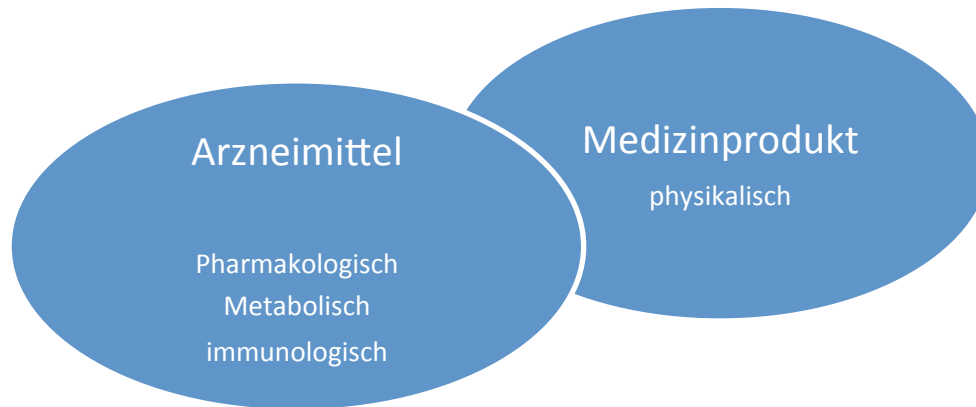 Arzneimittel
Pharmakologisch
Metabolisch
immunologisch
Medizinprodukt
physikalisch